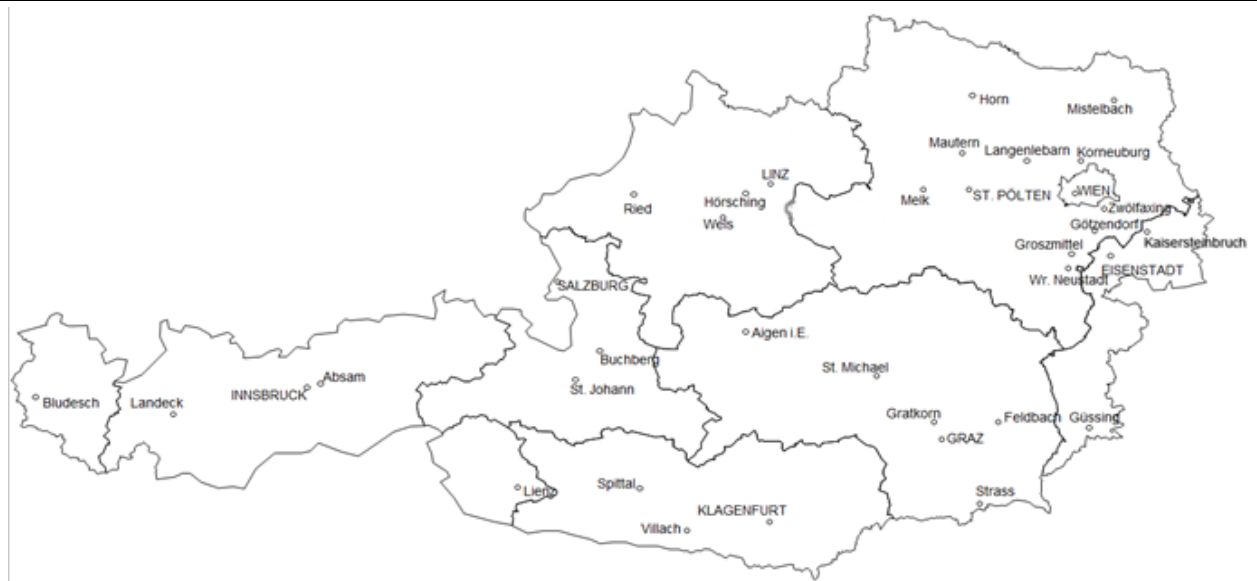 Horn
Mistelbach
Mautern
Langenlebarn
Korneuburg
LINZ
Ried
Hörsching
Wels
Melk
ST. PÖLTEN
WIEN
Zwölfaxing
Götzendorf
Kaisersteinbruch
Groszmittel
EISENSTADT
Wr. Neustadt
SALZBURG
Aigen i.E.
Buchberg
St. Johann
St. Michael
Absam
INNSBRUCK
Bludesch
Landeck
Gratkorn
GRAZ
Feldbach
Güssing
Lienz
Spittal
Strass
KLAGENFURT
Villach